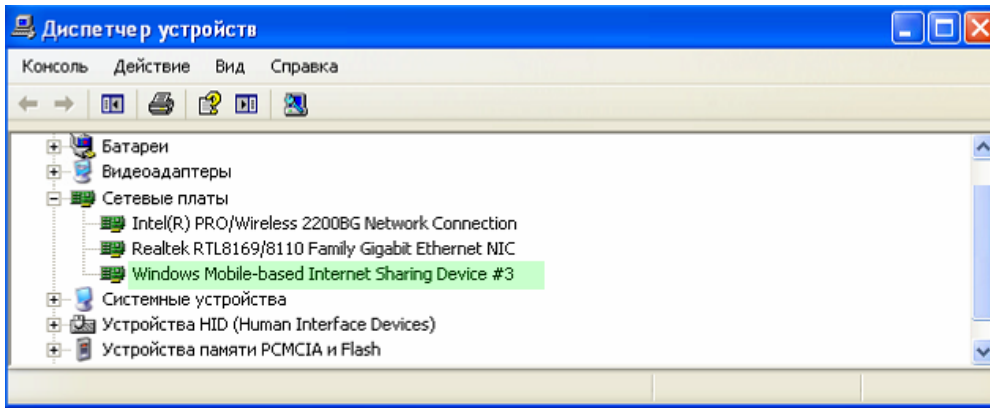 Диспетчер устройств
Консоль Действие Вид Справка
Батареи
Видеоадаптеры
Сетевые платы
Intel(R) PRO/Wireless 2200BG Network Connection
Realtek RTL8169/8110 Family Gigabit Ethernet NIC
Windows Mobile-based Internet Sharing Device #3
Системные устройства
Устройства HID (Human Interface Devices)
Устройства памяти PCMCIA и Flash